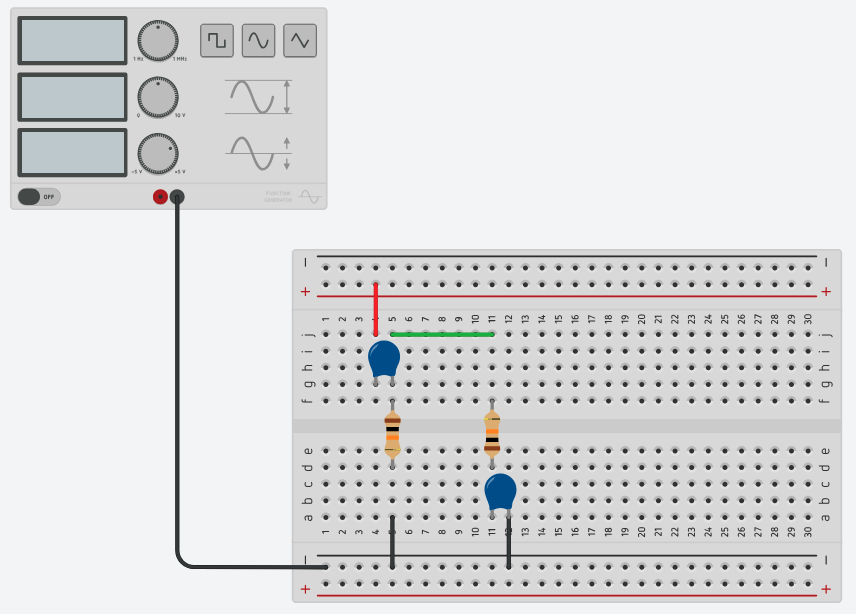 1 Hz 1 MHz
0 10 V
-5 V +5 V
OFF
FUNCTION
GENERATOR
− −
+ +
1 2 3 4 5 6 7 8 9 10 11 12 13 14 15 16 17 18 19 20 21 22 23 24 25 26 27 28 29 30
j j
i i
h h
g g
f f
e e
d d
c c
b b
a a
1 2 3 4 5 6 7 8 9 10 11 12 13 14 15 16 17 18 19 20 21 22 23 24 25 26 27 28 29 30
− −
+ +